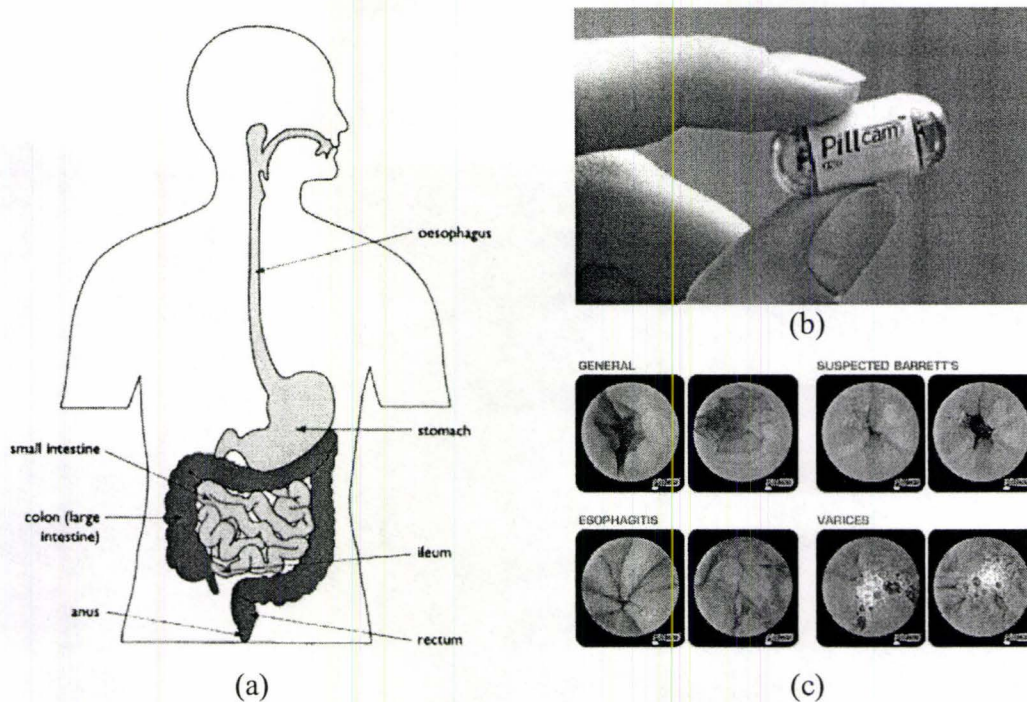 oesophagus
stomach
small intestine
colon (large
intestine)
ileum
anus
rectum
(a)
Pillcam
(b)
GENERAL
SUSPECTED BARRETT'S
ESOPHAGITIS
VARICES
(c)